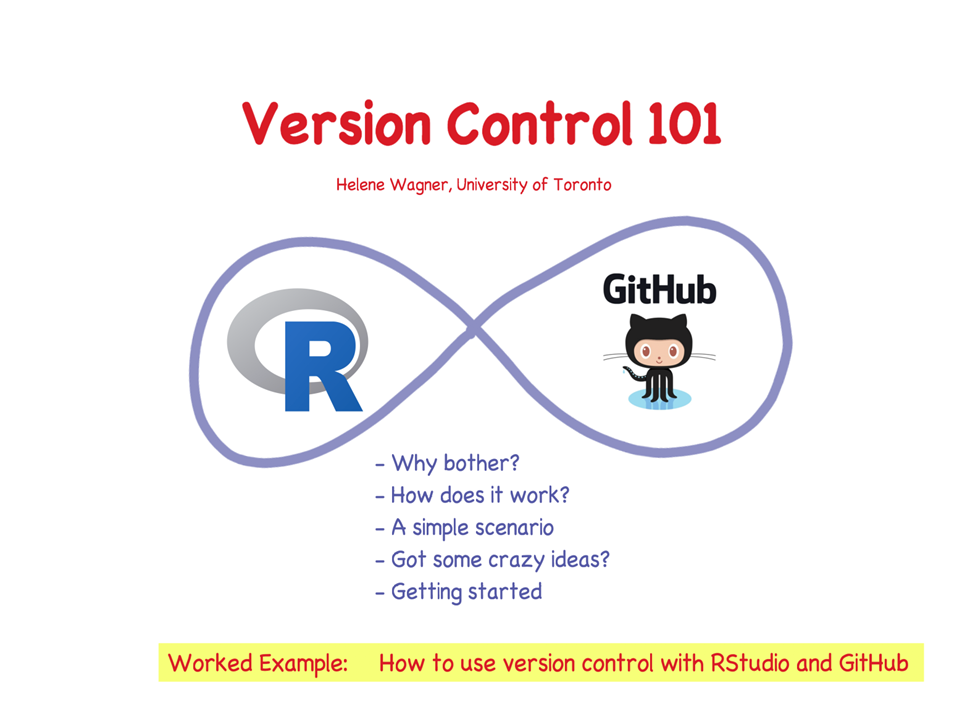 Version Control 101
Helene Wagner, University of Toronto
R
GitHub
- Why bother?
- How does it work?
- A simple scenario
- Got some crazy ideas?
- Getting started
Worked Example: How to use version control with RStudio and GitHub